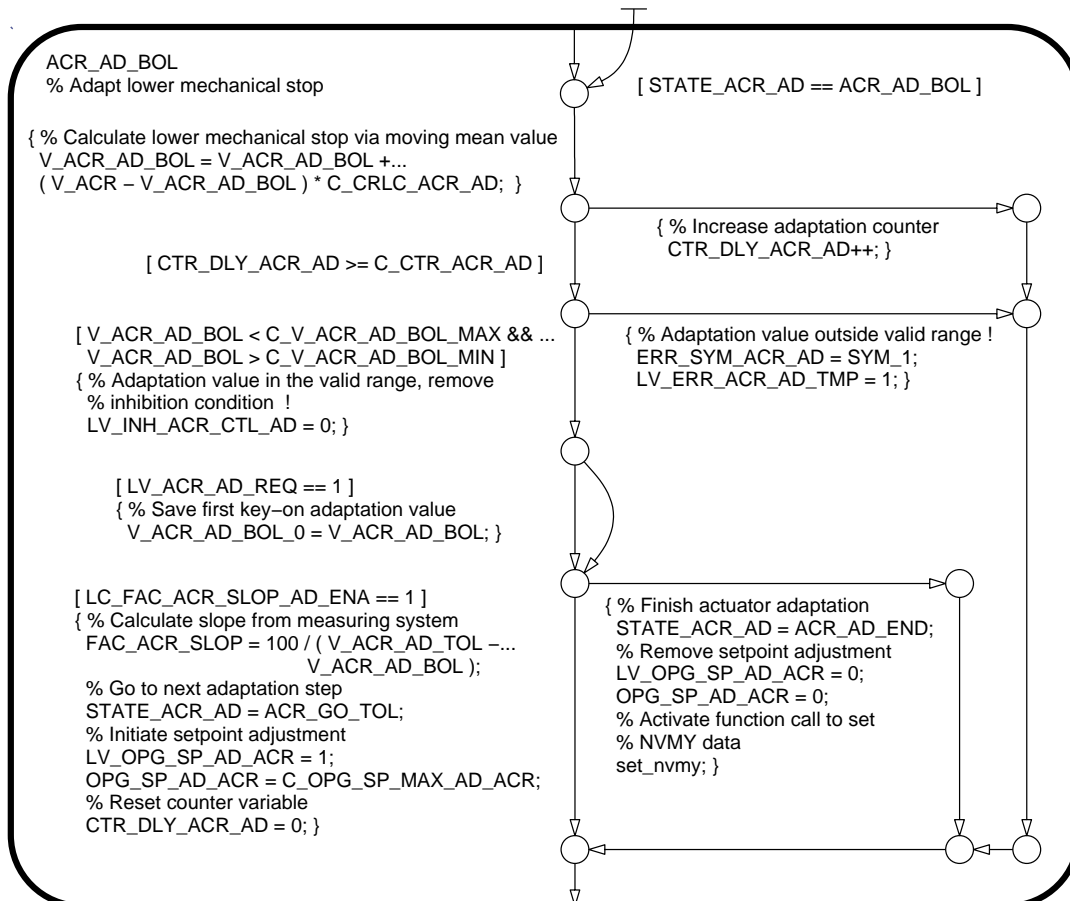 ACR_AD_BOL
% Adapt lower mechanical stop
[ STATE_ACR_AD == ACR_AD_BOL ]
{ % Calculate lower mechanical stop via moving mean value
V_ACR_AD_BOL = V_ACR_AD_BOL +...
( V_ACR − V_ACR_AD_BOL ) * C_CRLC_ACR_AD; }
{ % Increase adaptation counter
CTR_DLY_ACR_AD++; }
[ CTR_DLY_ACR_AD >= C_CTR_ACR_AD ]
[ V_ACR_AD_BOL < C_V_ACR_AD_BOL_MAX && ...
V_ACR_AD_BOL > C_V_ACR_AD_BOL_MIN ]
{ % Adaptation value in the valid range, remove
% inhibition condition !
LV_INH_ACR_CTL_AD = 0; }
{ % Adaptation value outside valid range !
ERR_SYM_ACR_AD = SYM_1;
LV_ERR_ACR_AD_TMP = 1; }
[ LV_ACR_AD_REQ == 1 ]
{ % Save first key−on adaptation value
V_ACR_AD_BOL_0 = V_ACR_AD_BOL; }
[ LC_FAC_ACR_SLOP_AD_ENA == 1 ]
{ % Calculate slope from measuring system
FAC_ACR_SLOP = 100 / ( V_ACR_AD_TOL −...
V_ACR_AD_BOL );
% Go to next adaptation step
STATE_ACR_AD = ACR_GO_TOL;
% Initiate setpoint adjustment
LV_OPG_SP_AD_ACR = 1;
OPG_SP_AD_ACR = C_OPG_SP_MAX_AD_ACR;
% Reset counter variable
CTR_DLY_ACR_AD = 0; }
{ % Finish actuator adaptation
STATE_ACR_AD = ACR_AD_END;
% Remove setpoint adjustment
LV_OPG_SP_AD_ACR = 0;
OPG_SP_AD_ACR = 0;
% Activate function call to set
% NVMY data
set_nvmy; }